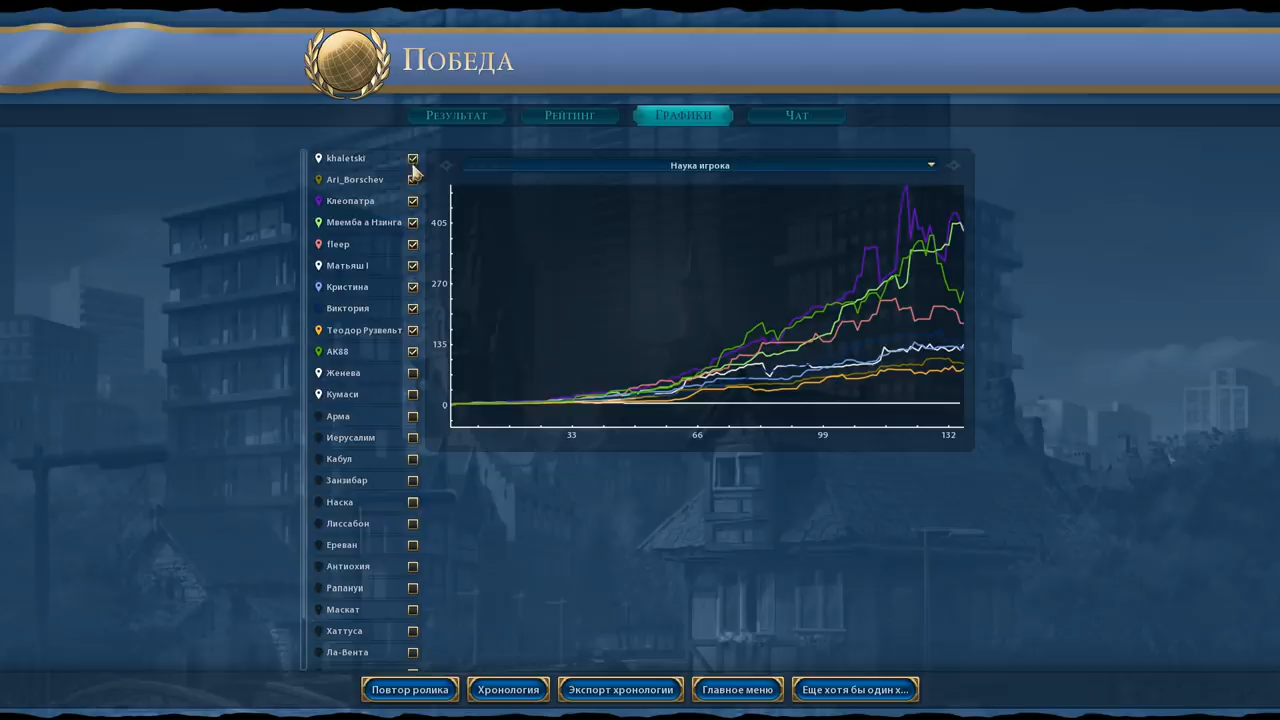 Победа
Результат
Рейтинг
Графики
Чат
khaletski
Ari_Borschev
Клеопатра
Мвемба а Нзинга
fleep
Матьяш I
Кристина
Виктория
Теодор Рузвельт
AK88
Женева
Кумаси
Арма
Иерусалим
Кабул
Занзибар
Наска
Лиссабон
Ереван
Антиохия
Рапануи
Маскат
Хаттуса
Ла-Вента
Наука игрока
405
270
135
0
33
66
99
132
Повтор ролика
Хронология
Экспорт хронологии
Главное меню
Еще хотя бы один х...